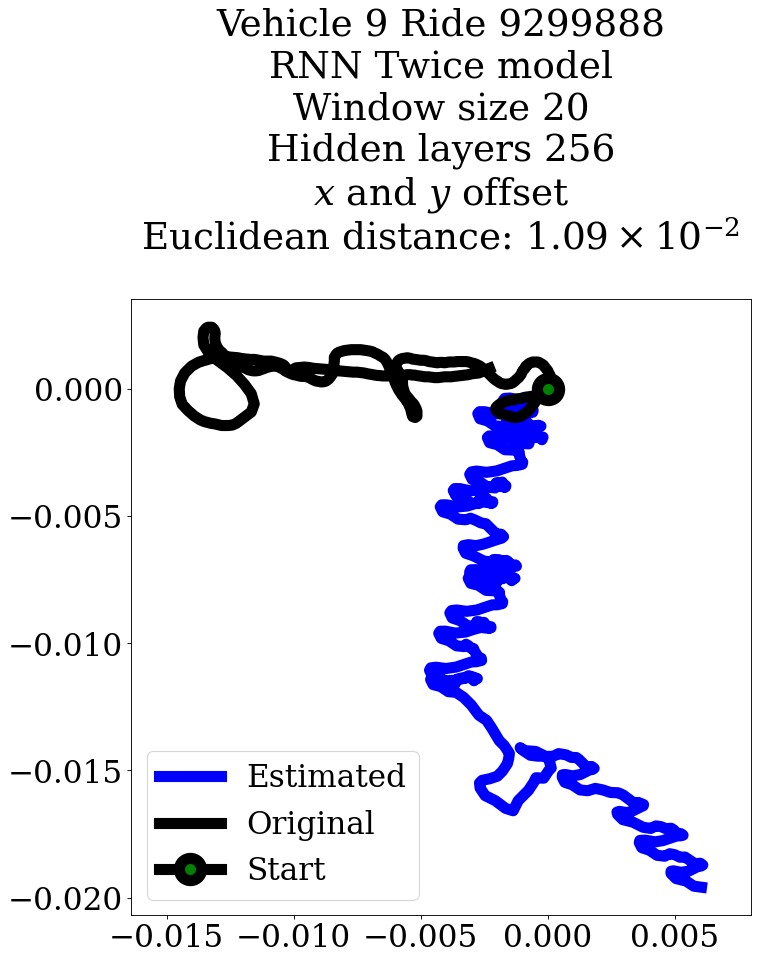 Vehicle 9 Ride 9299888
RNN Twice model
Window size 20
Hidden layers 256
x and y offset
Euclidean distance: 1.09 × 10⁻²
0.000
−0.005
−0.010
−0.015
−0.020
Estimated
Original
Start
−0.015 −0.010 −0.005 0.000 0.005